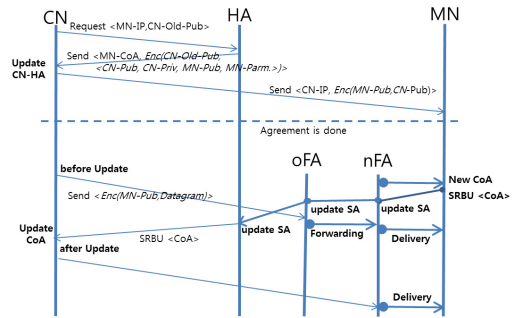 CN
HA
MN
Request <MN-IP,CN-Old-Pub>
Send <MN-CoA, Enc(CN-Old-Pub,
<CN-Pub, CN-Priv, MN-Pub, MN-Parm.>)>
Update
CN-HA
Send <CN-IP, Enc(MN-Pub,CN-Pub)>
Agreement is done
oFA
nFA
before Update
New CoA
SRBU <CoA>
Send <Enc(MN-Pub,Datagram)>
update SA
update SA
update SA
Update
CoA
SRBU <CoA>
Forwarding
Delivery
after Update
Delivery